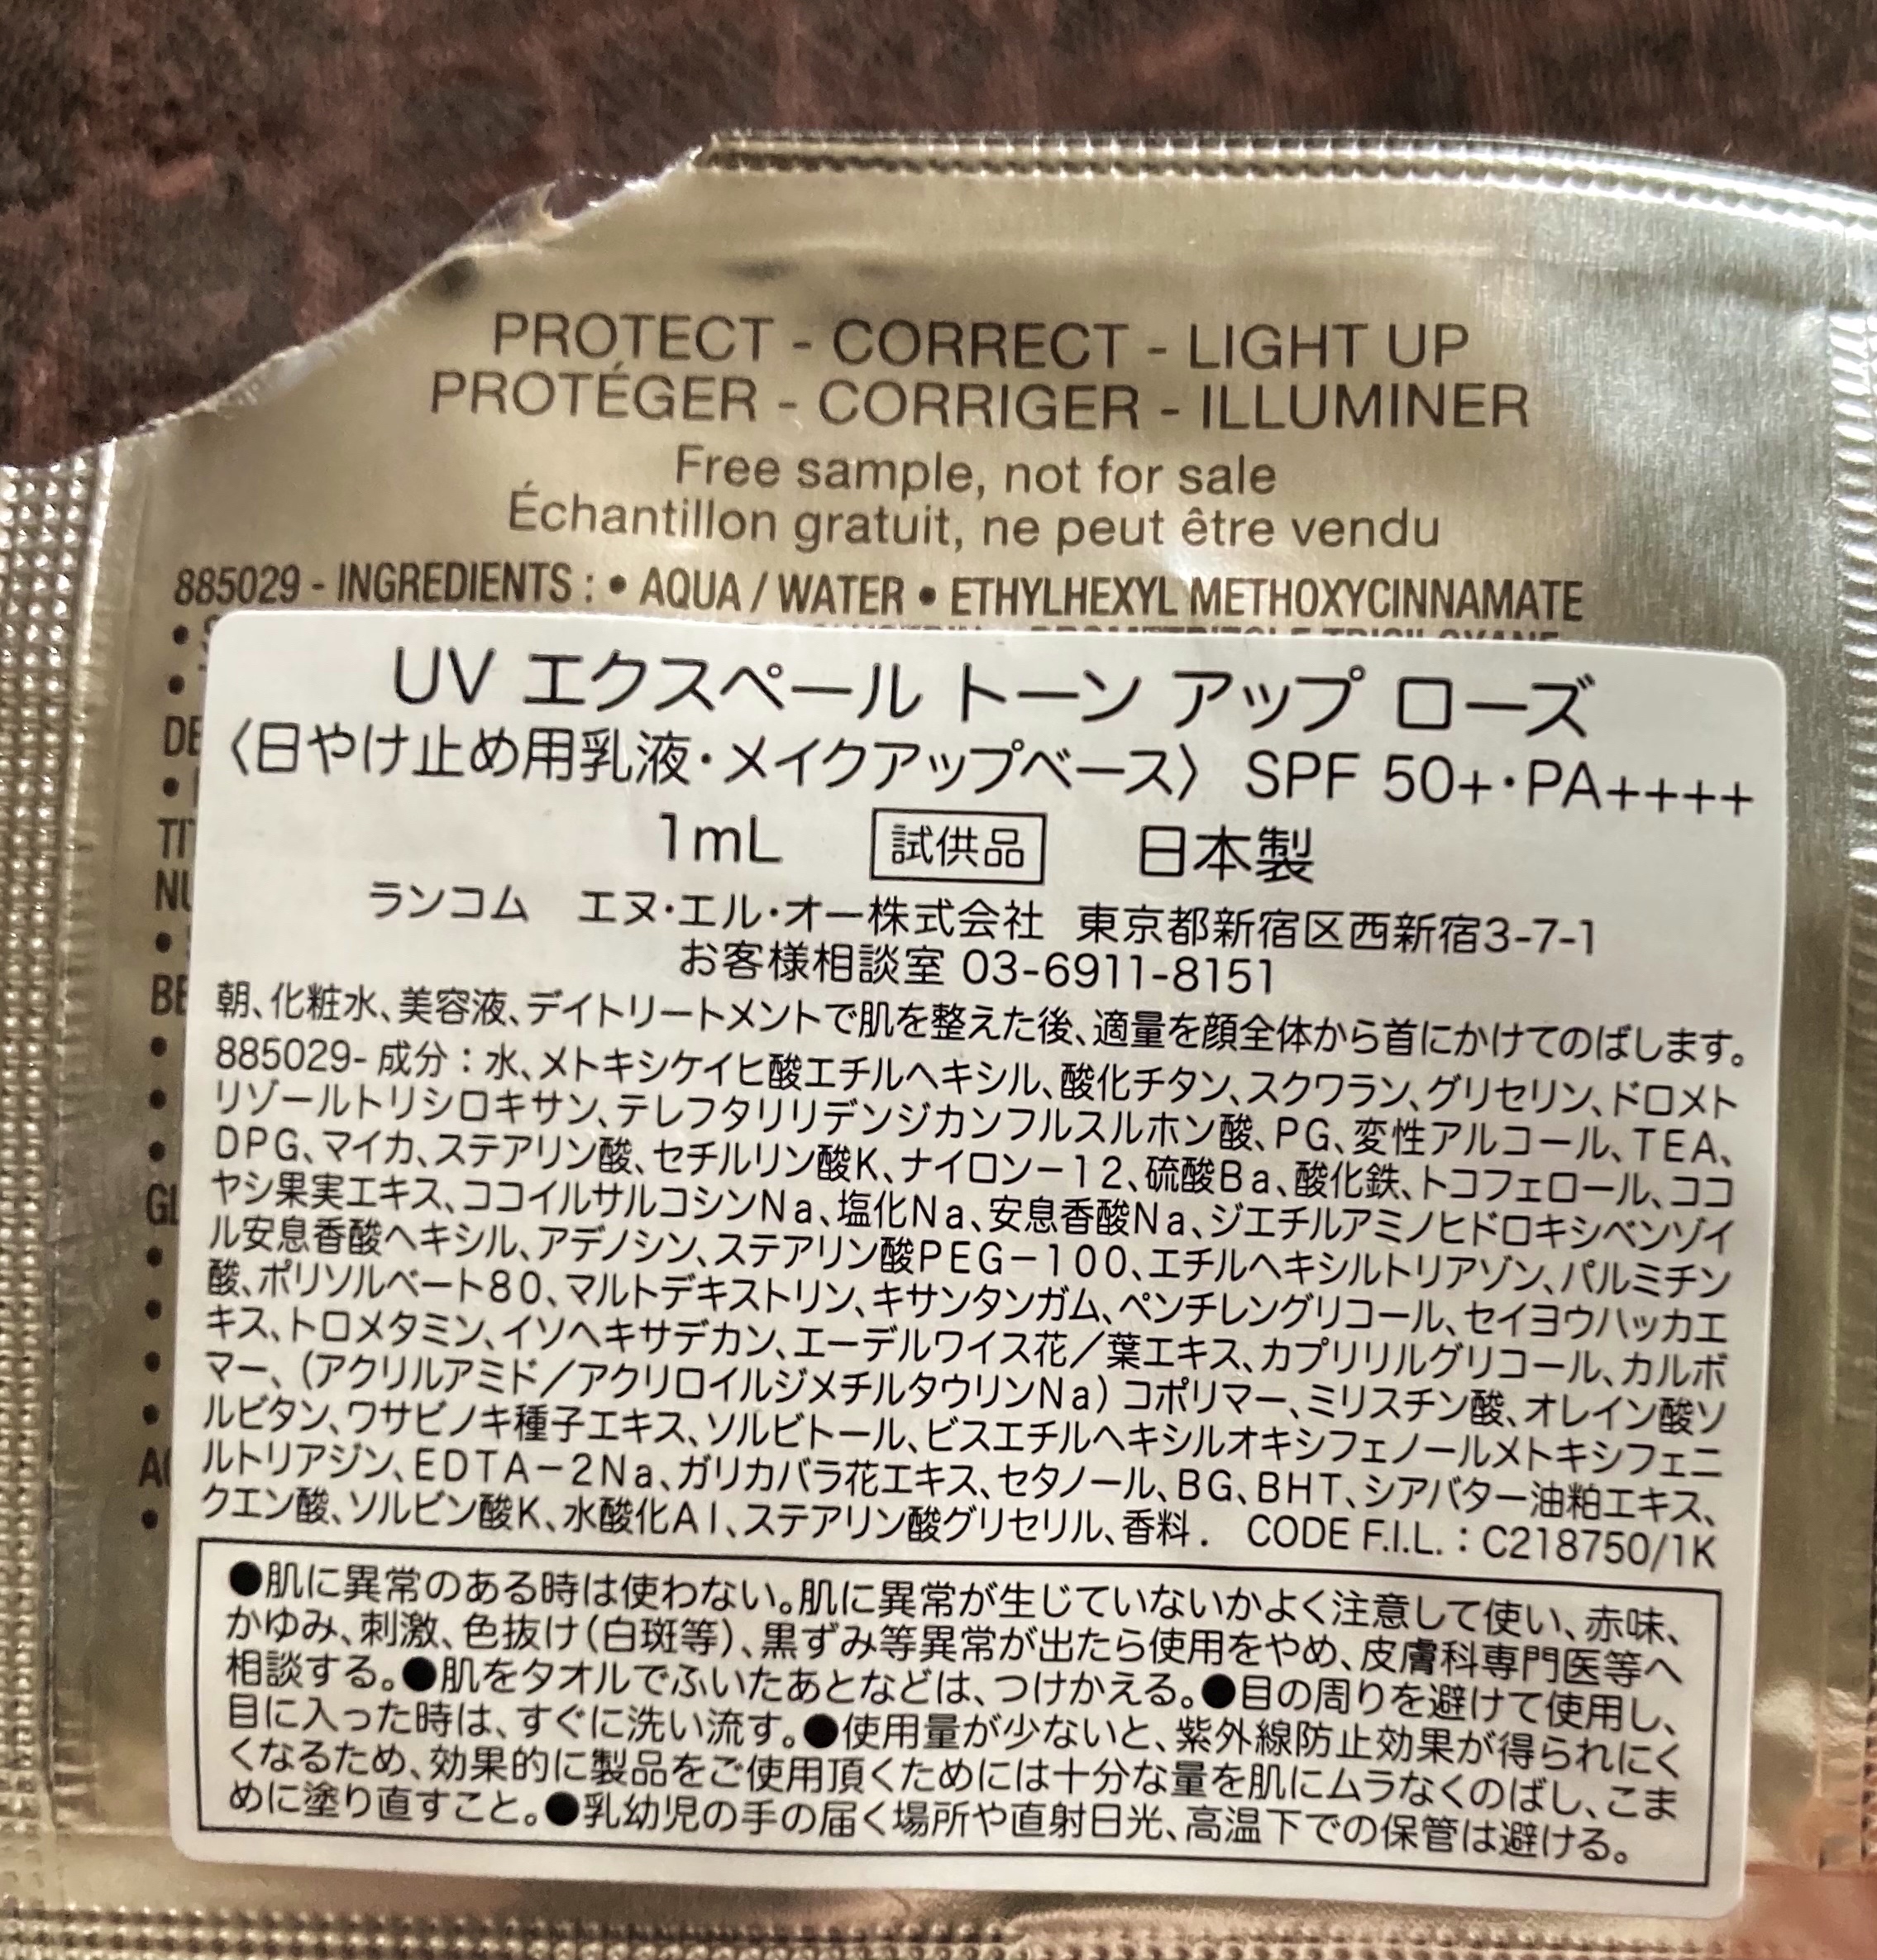 PROTECT - CORRECT - LIGHT UP
PROTÉGER - CORRIGER - ILLUMINER
Free sample, not for sale
Échantillon gratuit, ne peut être vendu
885029 - INGREDIENTS : • AQUA / WATER • ETHYLHEXYL METHOXYCINNAMATE
UV エクスペール トーン アップ ローズ
〈日やけ止め用乳液・メイクアップベース〉 SPF 50+・PA++++
1mL 試供品 日本製
ランコム エヌ・エル・オー株式会社 東京都新宿区西新宿3-7-1
お客様相談室 03-6911-8151
朝、化粧水、美容液、デイトリートメントで肌を整えた後、適量を顔全体から首にかけてのばします。
885029- 成分：水、メトキシケイヒ酸エチルヘキシル、酸化チタン、スクワラン、グリセリン、ドロメト
リゾールトリシロキサン、テレフタリリデンジカンフルスルホン酸、PG、変性アルコール、TEA、
DPG、マイカ、ステアリン酸、セチルリン酸K、ナイロン－12、硫酸Ba、酸化鉄、トコフェロール、ココ
ヤシ果実エキス、ココイルサルコシンNa、塩化Na、安息香酸Na、ジエチルアミノヒドロキシベンゾイ
ル安息香酸ヘキシル、アデノシン、ステアリン酸PEG－100、エチルヘキシルトリアゾン、パルミチン
酸、ポリソルベート80、マルトデキストリン、キサンタンガム、ペンチレングリコール、セイヨウハッカエ
キス、トロメタミン、イソヘキサデカン、エーデルワイス花／葉エキス、カプリリルグリコール、カルボ
マー、（アクリルアミド／アクリロイルジメチルタウリンNa）コポリマー、ミリスチン酸、オレイン酸ソ
ルビタン、ワサビノキ種子エキス、ソルビトール、ビスエチルヘキシルオキシフェノールメトキシフェニ
ルトリアジン、EDTA－2Na、ガリカバラ花エキス、セタノール、BG、BHT、シアバター油粕エキス、
クエン酸、ソルビン酸K、水酸化Al、ステアリン酸グリセリル、香料． CODE F.I.L.：C218750/1K
●肌に異常のある時は使わない。肌に異常が生じていないかよく注意して使い、赤味、
かゆみ、刺激、色抜け（白斑等）、黒ずみ等異常が出たら使用をやめ、皮膚科専門医等へ
相談する。●肌をタオルでふいたあとなどは、つけかえる。●目の周りを避けて使用し、
目に入った時は、すぐに洗い流す。●使用量が少ないと、紫外線防止効果が得られにく
くなるため、効果的に製品をご使用頂くためには十分な量を肌にムラなくのばし、こま
めに塗り直すこと。●乳幼児の手の届く場所や直射日光、高温下での保管は避ける。